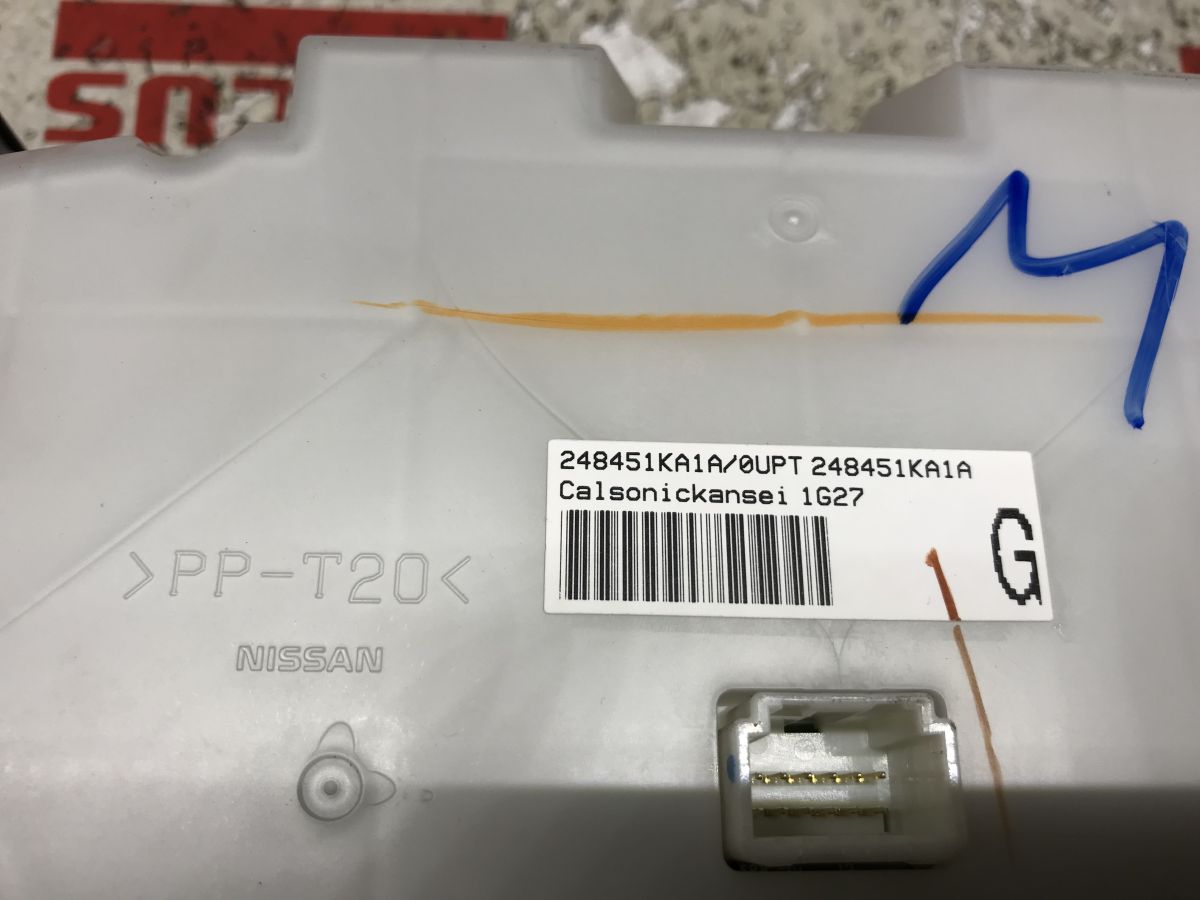 248451KA1A/0UPT 248451KA1A
Calsonickansei 1G27
G
>PP-T20<
NISSAN
M